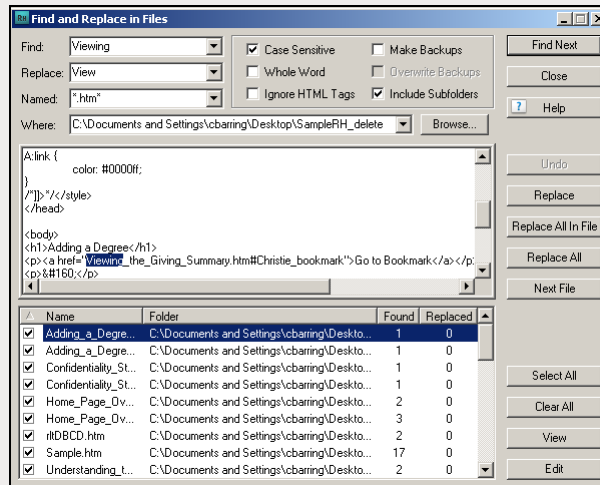 RH Find and Replace in Files
Find: Viewing
Replace: View
Named: *.htm*
Where: C:\Documents and Settings\cbarring\Desktop\SampleRH_delete Browse...
Case Sensitive Make Backups
Whole Word Overwrite Backups
Ignore HTML Tags Include Subfolders
Find Next
Close
? Help
Undo
Replace
Replace All In File
Replace All
Next File
Select All
Clear All
View
Edit
A:link {
color: #0000ff;
}
/*]]>*/</style>
</head>
<body>
<h1>Adding a Degree</h1>
<p><a href="Viewing_the_Giving_Summary.htm#Christie_bookmark">Go to Bookmark</a></p
<p>&#160;</p>
Name Folder Found Replaced
Adding_a_Degre... C:\Documents and Settings\cbarring\Deskto... 1 0
Adding_a_Degre... C:\Documents and Settings\cbarring\Deskto... 1 0
Confidentiality_St... C:\Documents and Settings\cbarring\Deskto... 1 0
Confidentiality_St... C:\Documents and Settings\cbarring\Deskto... 1 0
Home_Page_Ov... C:\Documents and Settings\cbarring\Deskto... 2 0
Home_Page_Ov... C:\Documents and Settings\cbarring\Deskto... 3 0
rltDBCD.htm C:\Documents and Settings\cbarring\Deskto... 2 0
Sample.htm C:\Documents and Settings\cbarring\Deskto... 17 0
Understanding_t... C:\Documents and Settings\cbarring\Deskto... 2 0